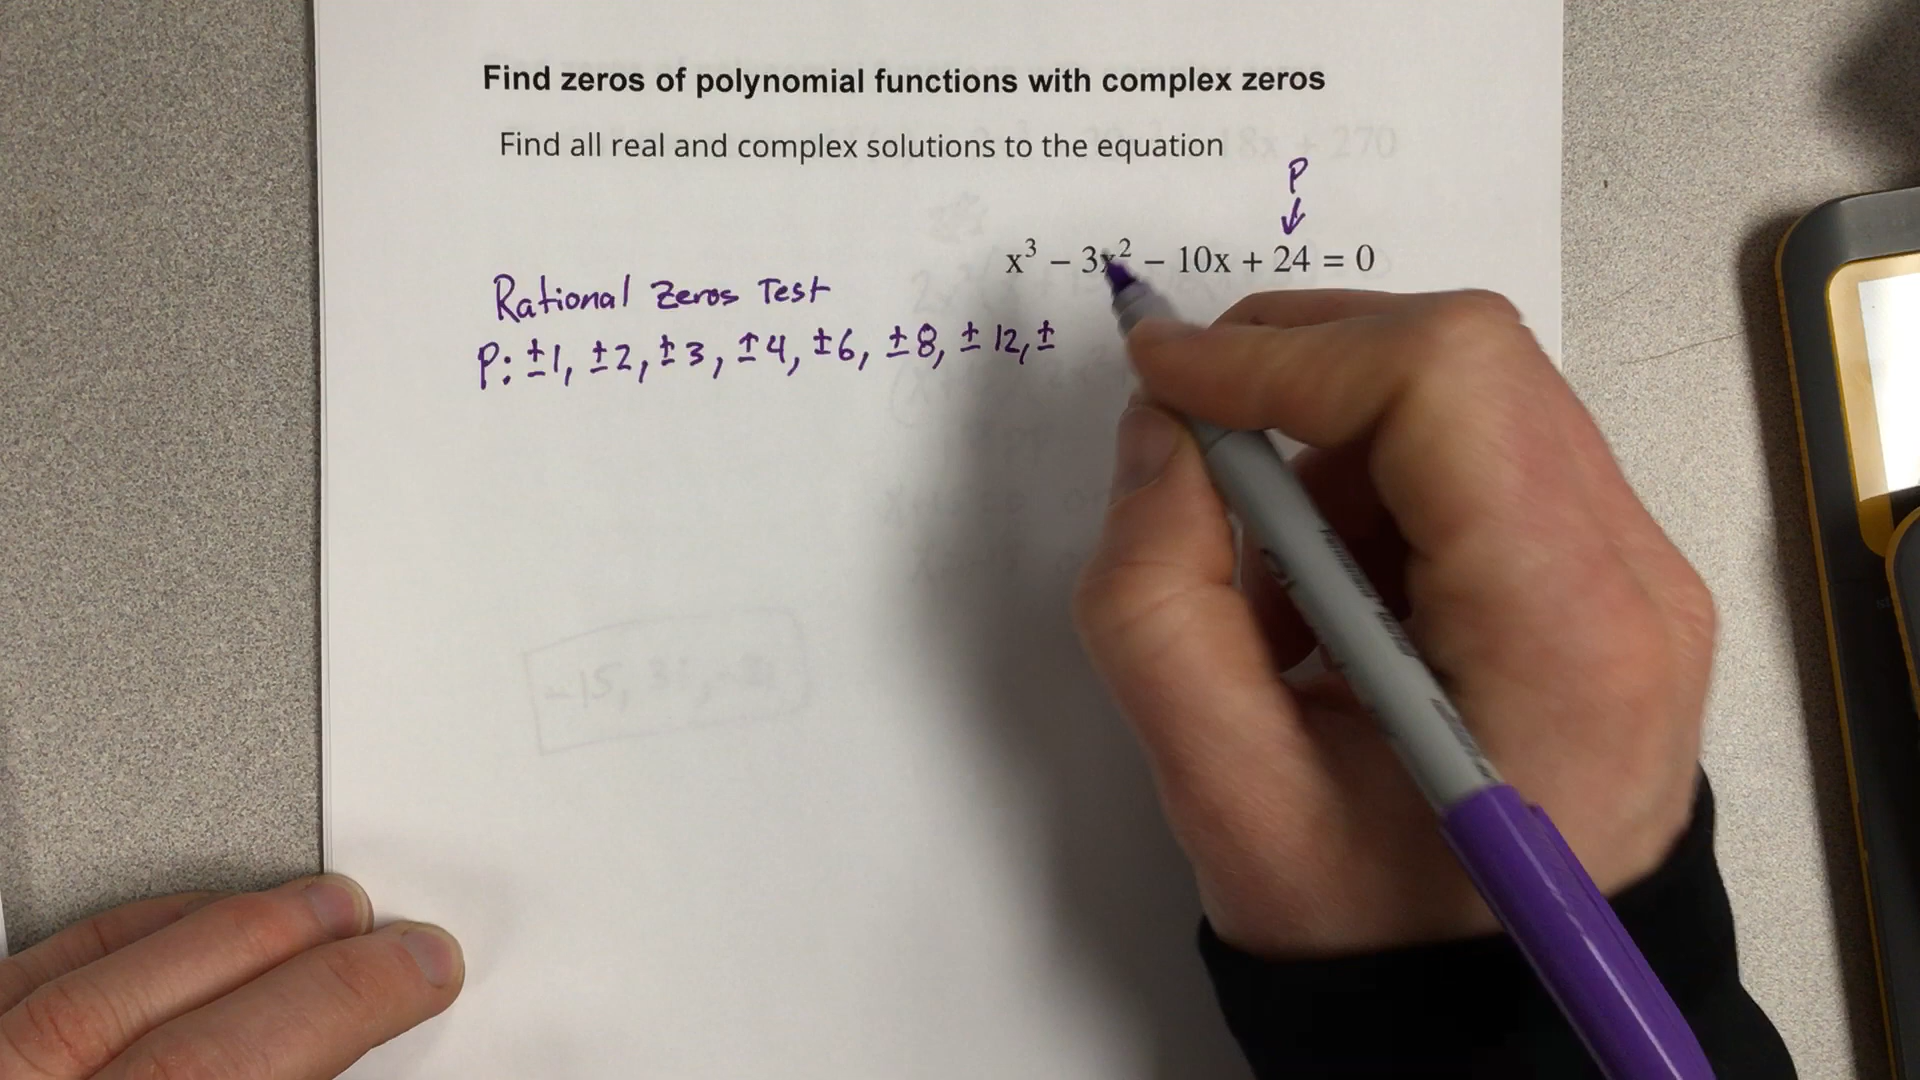 Find zeros of polynomial functions with complex zeros
Find all real and complex solutions to the equation
P
↓
x³ − 3x² − 10x + 24 = 0
Rational Zeros Test
P: ±1, ±2, ±3, ±4, ±6, ±8, ±12, ±